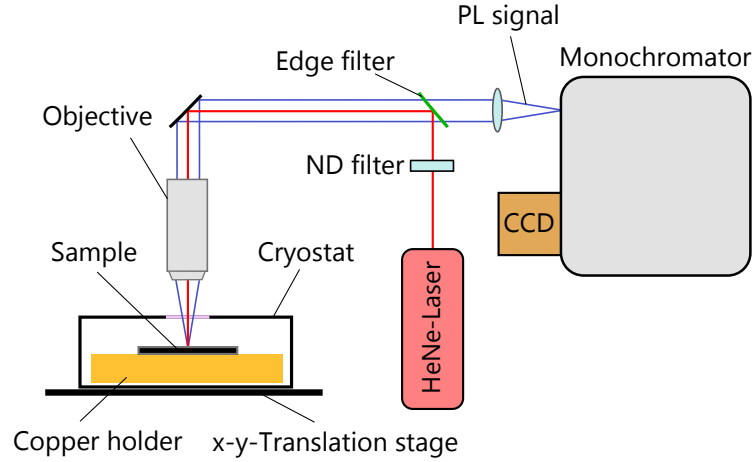 PL signal
Edge filter
Monochromator
Objective
ND filter
CCD
Sample
Cryostat
HeNe-Laser
Copper holder
x-y-Translation stage